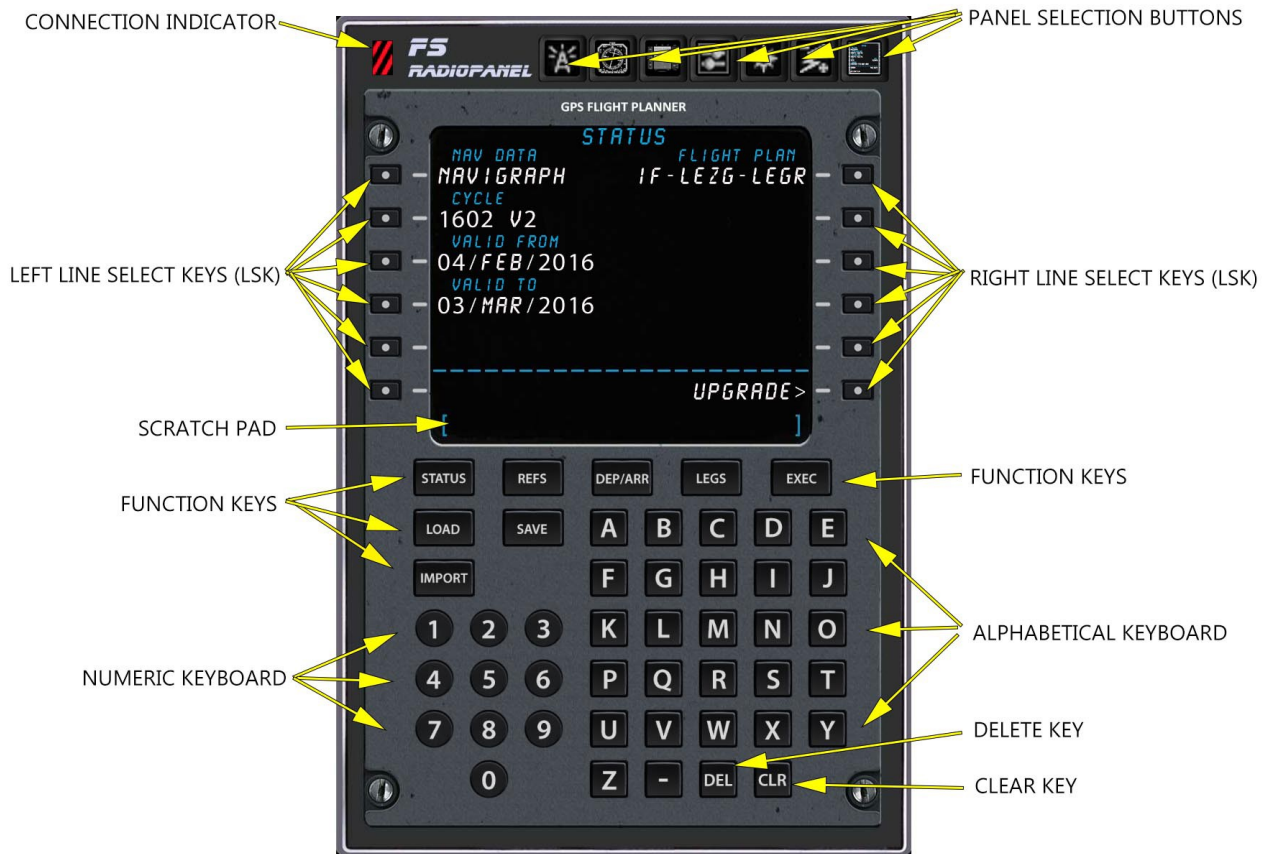 CONNECTION INDICATOR
PANEL SELECTION BUTTONS
FS
RADIOPANEL
GPS FLIGHT PLANNER
STATUS
NAV DATA FLIGHT PLAN
NAVIGRAPH IF-LEZG-LEGR
CYCLE
1602 V2
VALID FROM
04/FEB/2016
LEFT LINE SELECT KEYS (LSK)
RIGHT LINE SELECT KEYS (LSK)
VALID TO
03/MAR/2016
UPGRADE>
SCRATCH PAD
[ ]
STATUS REFS DEP/ARR LEGS EXEC
FUNCTION KEYS
FUNCTION KEYS
LOAD SAVE A B C D E
IMPORT F G H I J
1 2 3 K L M N O
ALPHABETICAL KEYBOARD
NUMERIC KEYBOARD
4 5 6 P Q R S T
7 8 9 U V W X Y
DELETE KEY
0 Z - DEL CLR
CLEAR KEY